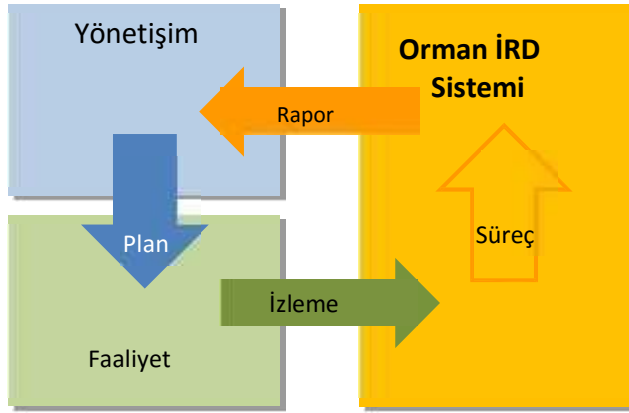 Yönetişim
Orman İRD
Sistemi
Rapor
Plan
Süreç
İzleme
Faaliyet